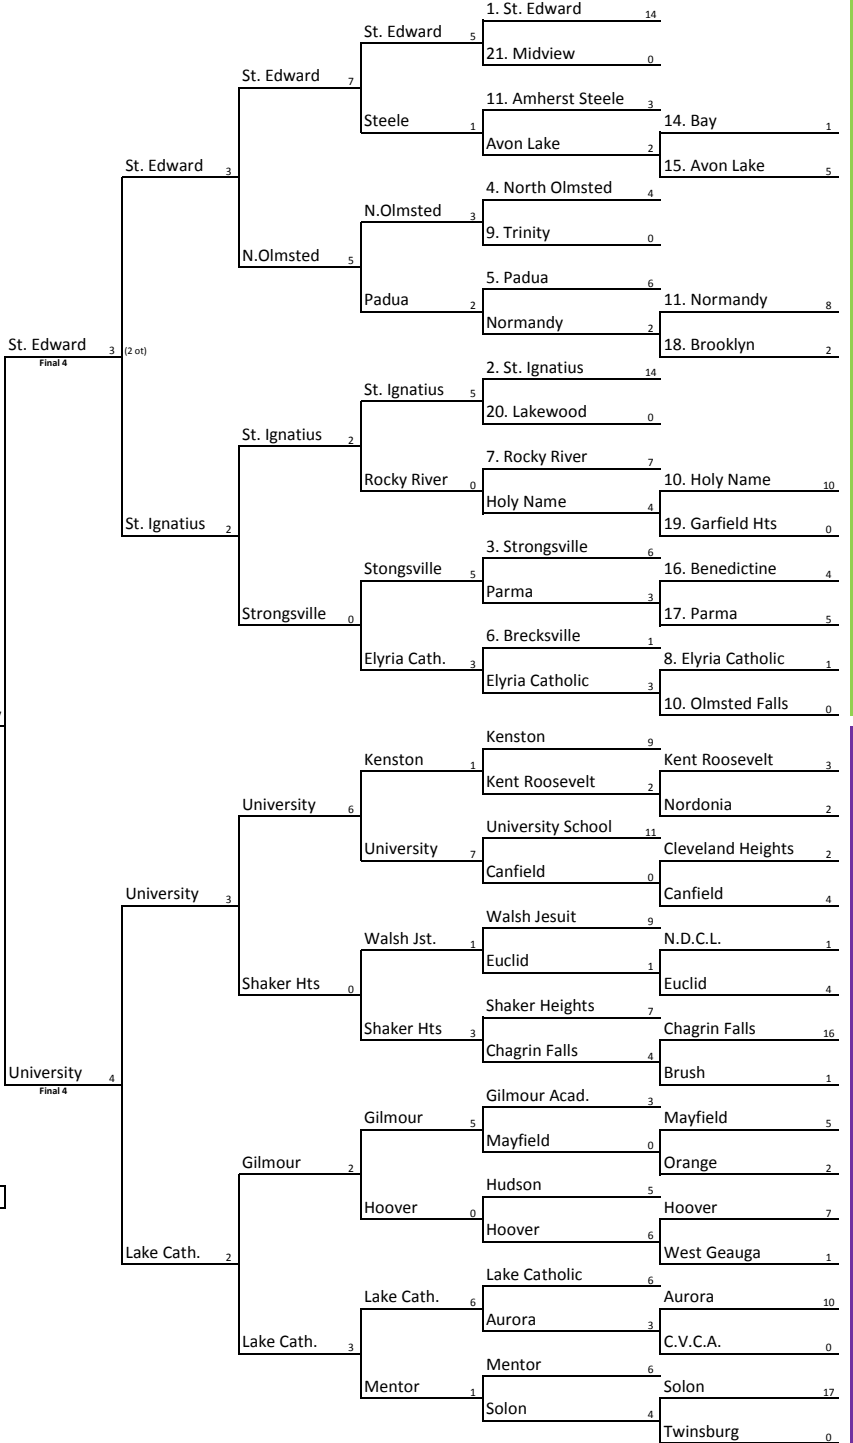 1. St. Edward 14
St. Edward 5
21. Midview 0
St. Edward 7
11. Amherst Steele 3
Steele 1
14. Bay 1
Avon Lake 2
St. Edward 3
15. Avon Lake 5
4. North Olmsted 4
N.Olmsted 3
9. Trinity 0
N.Olmsted 5
5. Padua 6
Padua 2
11. Normandy 8
Normandy 2
St. Edward 3 (2 ot)
18. Brooklyn 2
Final 4
2. St. Ignatius 14
St. Ignatius 5
20. Lakewood 0
St. Ignatius 2
7. Rocky River 7
Rocky River 0
10. Holy Name 10
Holy Name 4
St. Ignatius 2
19. Garfield Hts 0
3. Strongsville 6
Stongsville 5
16. Benedictine 4
Parma 3
Strongsville 0
17. Parma 5
6. Brecksville 1
Elyria Cath. 3
8. Elyria Catholic 1
Elyria Catholic 3
10. Olmsted Falls 0
Kenston 9
Kenston 1
Kent Roosevelt 3
Kent Roosevelt 2
University 6
Nordonia 2
University School 11
University 7
Cleveland Heights 2
Canfield 0
University 3
Canfield 4
Walsh Jesuit 9
Walsh Jst. 1
N.D.C.L. 1
Euclid 1
Shaker Hts 0
Euclid 4
Shaker Heights 7
Shaker Hts 3
Chagrin Falls 16
Chagrin Falls 4
University 4
Brush 1
Final 4
Gilmour Acad. 3
Gilmour 5
Mayfield 5
Mayfield 0
Gilmour 2
Orange 2
Hudson 5
Hoover 0
Hoover 7
Hoover 6
Lake Cath. 2
West Geauga 1
Lake Catholic 6
Lake Cath. 6
Aurora 10
Aurora 3
Lake Cath. 3
C.V.C.A. 0
Mentor 6
Mentor 1
Solon 17
Solon 4
Twinsburg 0